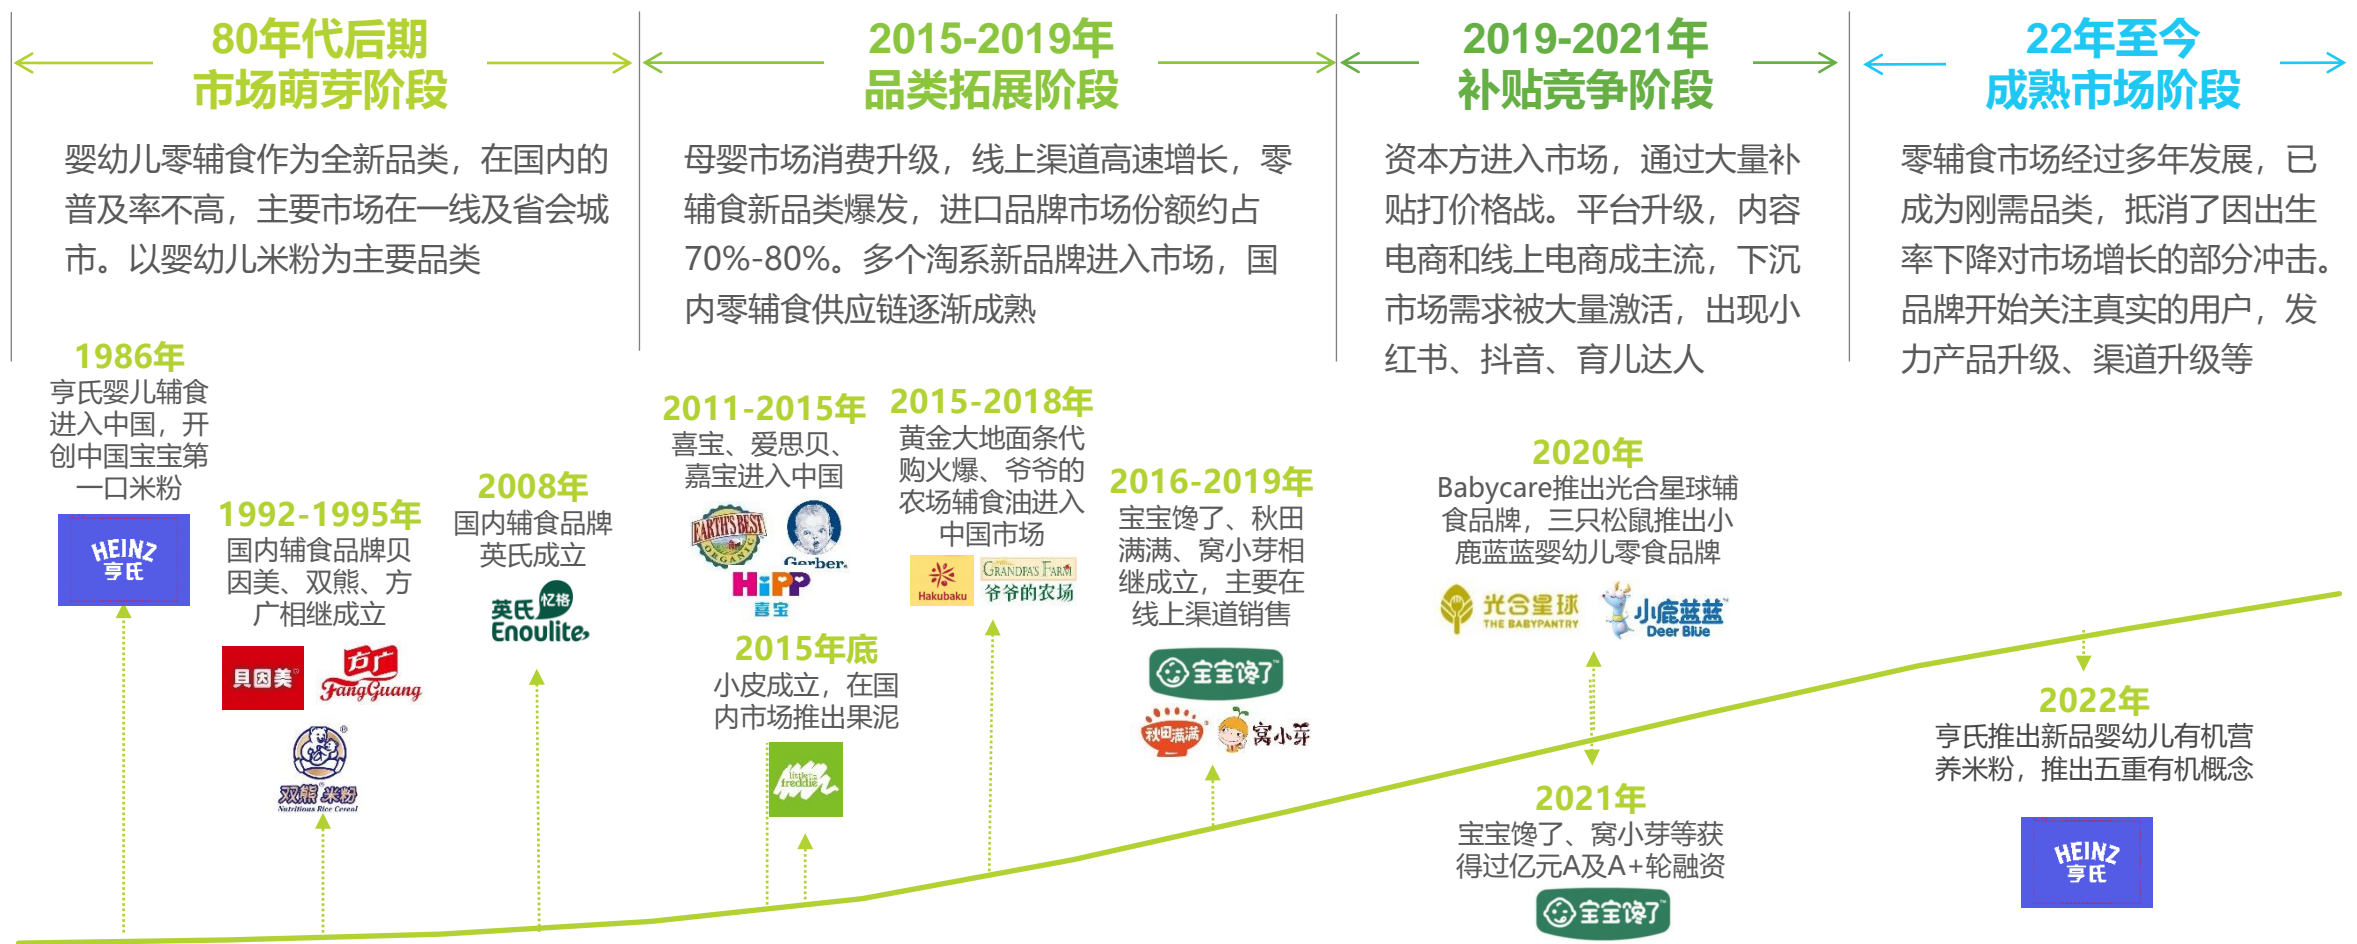 80年代后期
市场萌芽阶段
婴幼儿零辅食作为全新品类，在国内的
普及率不高，主要市场在一线及省会城
市。以婴幼儿米粉为主要品类
2015-2019年
品类拓展阶段
母婴市场消费升级，线上渠道高速增长，零
辅食新品类爆发，进口品牌市场份额约占
70%-80%。多个淘系新品牌进入市场，国
内零辅食供应链逐渐成熟
2019-2021年
补贴竞争阶段
资本方进入市场，通过大量补
贴打价格战。平台升级，内容
电商和线上电商成主流，下沉
市场需求被大量激活，出现小
红书、抖音、育儿达人
22年至今
成熟市场阶段
零辅食市场经过多年发展，已
成为刚需品类，抵消了因出生
率下降对市场增长的部分冲击。
品牌开始关注真实的用户，发
力产品升级、渠道升级等
1986年
亨氏婴儿辅食
进入中国，开
创中国宝宝第
一口米粉
HEINZ
亨氏
1992-1995年
国内辅食品牌贝
因美、双熊、方
广相继成立
貝因美
方广
FangGuang
双熊®米粉
Nutritious Rice Cereal
2008年
国内辅食品牌
英氏成立
英氏忆格
Enoulite
2011-2015年
喜宝、爱思贝、
嘉宝进入中国
EARTH'S BEST
ORGANIC
Gerber
HiPP
喜宝
2015年底
小皮成立，在国
内市场推出果泥
little
freddie
2015-2018年
黄金大地面条代
购火爆、爷爷的
农场辅食油进入
中国市场
Hakubaku
GRANDPA'S FARM
爷爷的农场
2016-2019年
宝宝馋了、秋田
满满、窝小芽相
继成立，主要在
线上渠道销售
宝宝馋了™
秋田满满®
窝小芽
2020年
Babycare推出光合星球辅
食品牌，三只松鼠推出小
鹿蓝蓝婴幼儿零食品牌
光合星球
THE BABYPANTRY
小鹿蓝蓝™
Deer Blue
2021年
宝宝馋了、窝小芽等获
得过亿元A及A+轮融资
宝宝馋了™
2022年
亨氏推出新品婴幼儿有机营
养米粉，推出五重有机概念
HEINZ
亨氏